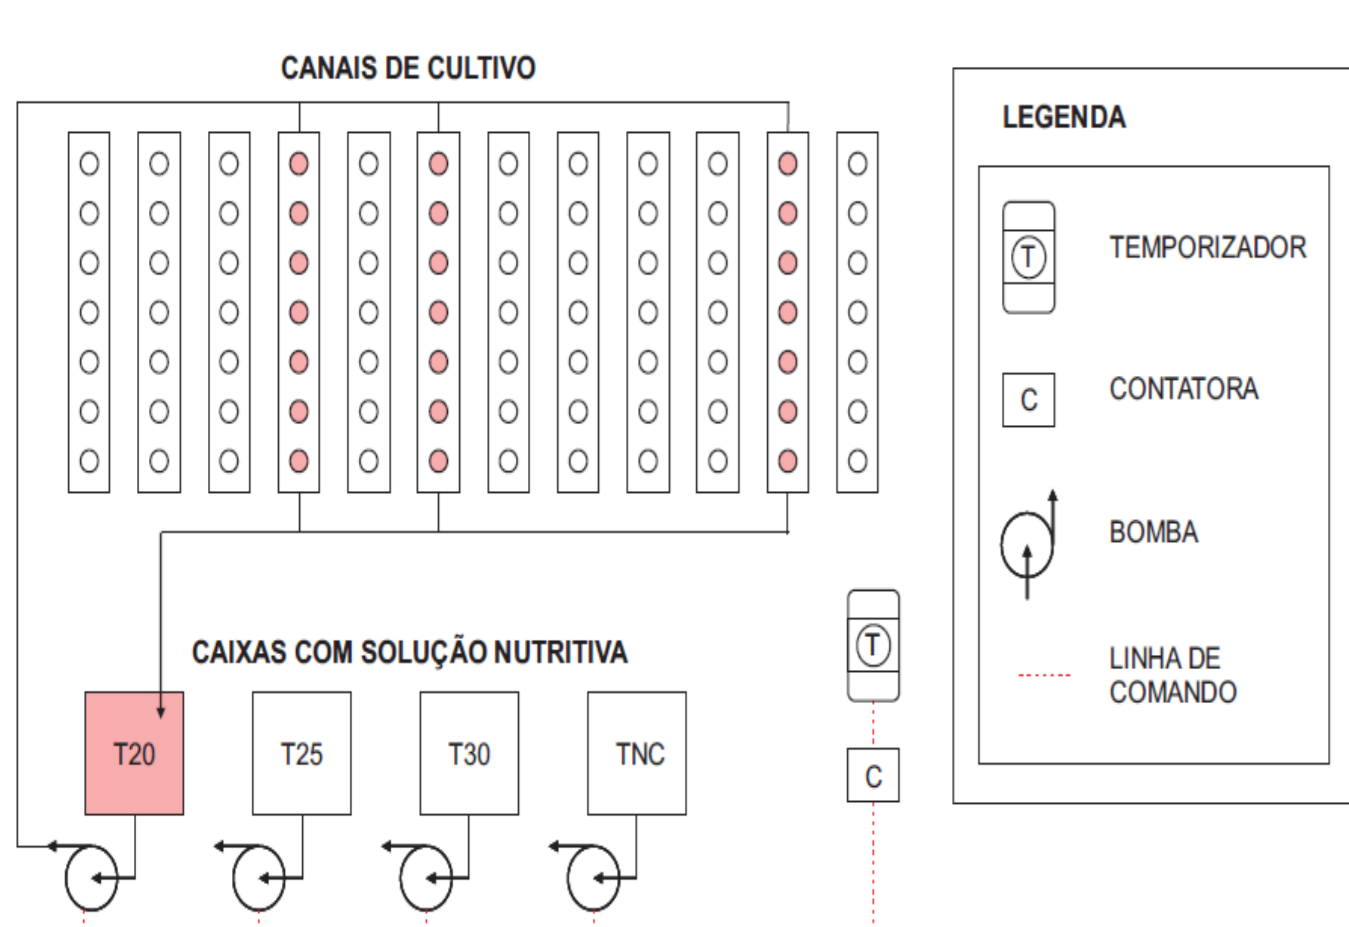 CANAIS DE CULTIVO
LEGENDA
T
TEMPORIZADOR
C
CONTATORA
BOMBA
LINHA DE
COMANDO
CAIXAS COM SOLUÇÃO NUTRITIVA
T
T20
T25
T30
TNC
C